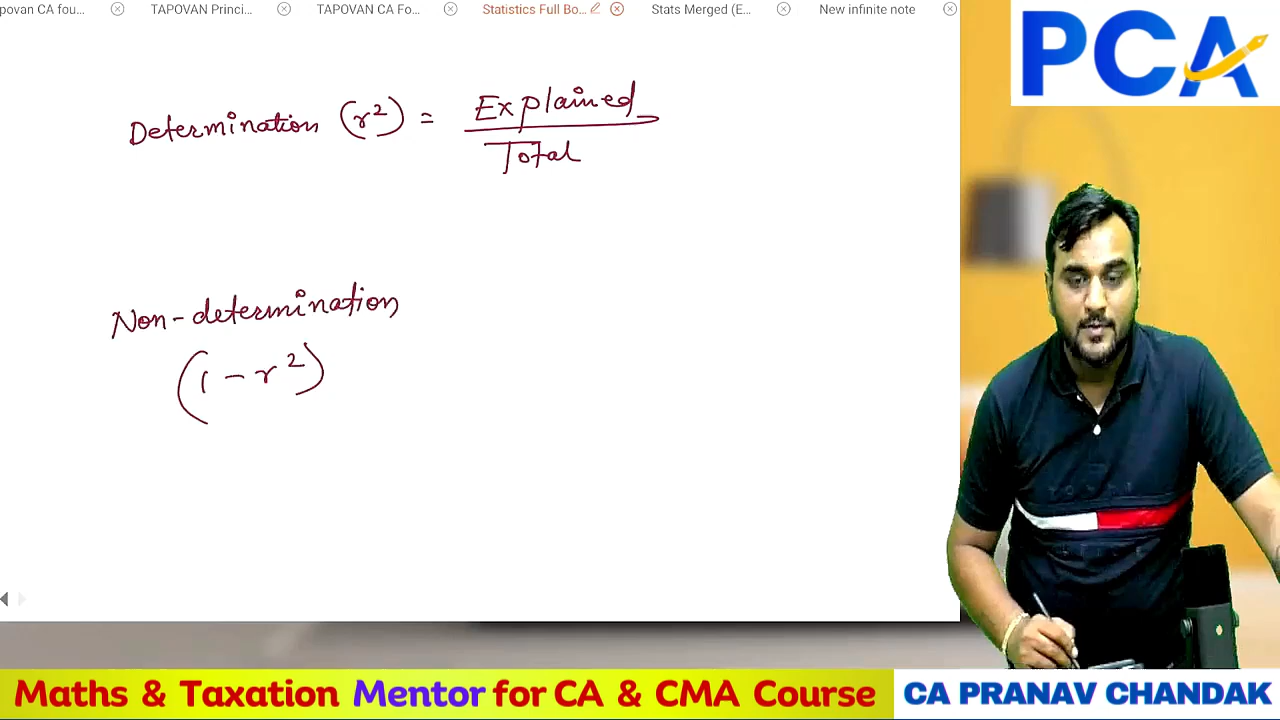 povan CA fou...
TAPOVAN Princi...
TAPOVAN CA Fo...
Statistics Full Bo...
Stats Merged (E...
New infinite note
PCA
Determination (r²) = Explained
Total
Non-determination
(1 - r²)
Maths & Taxation Mentor for CA & CMA Course
CA PRANAV CHANDAK